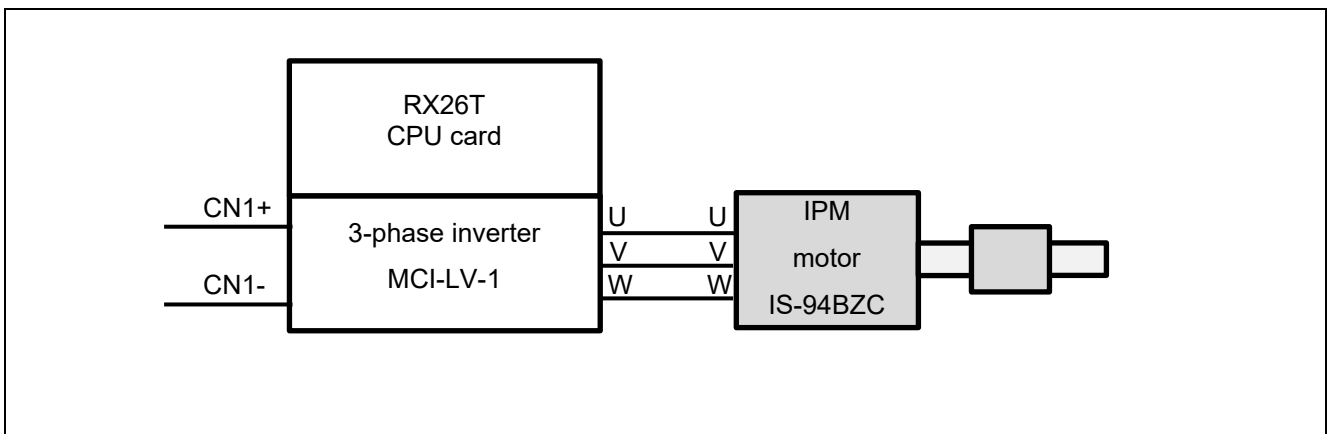 RX26T
CPU card
CN1+
3-phase inverter
MCI-LV-1
CN1-
U
V
W
U
V
W
IPM
motor
IS-94BZC